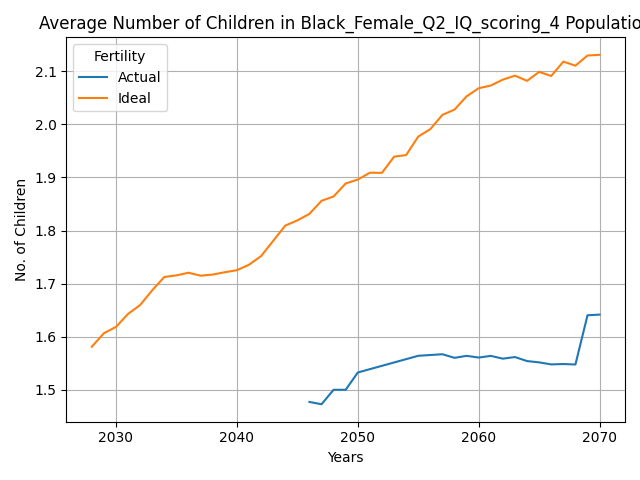 Average Number of Children in Black_Female_Q2_IQ_scoring_4 Populatio
Fertility
Actual
Ideal
No. of Children
2.1
2.0
1.9
1.8
1.7
1.6
1.5
2030 2040 2050 2060 2070
Years